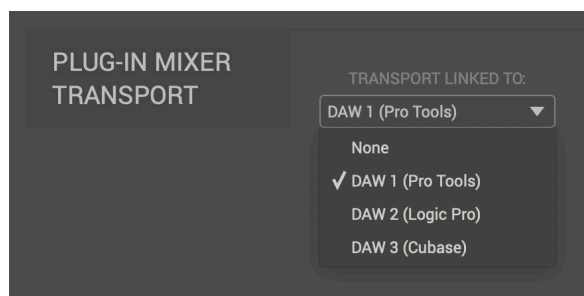 PLUG-IN MIXER
TRANSPORT
TRANSPORT LINKED TO:
DAW 1 (Pro Tools)
None
DAW 1 (Pro Tools)
DAW 2 (Logic Pro)
DAW 3 (Cubase)